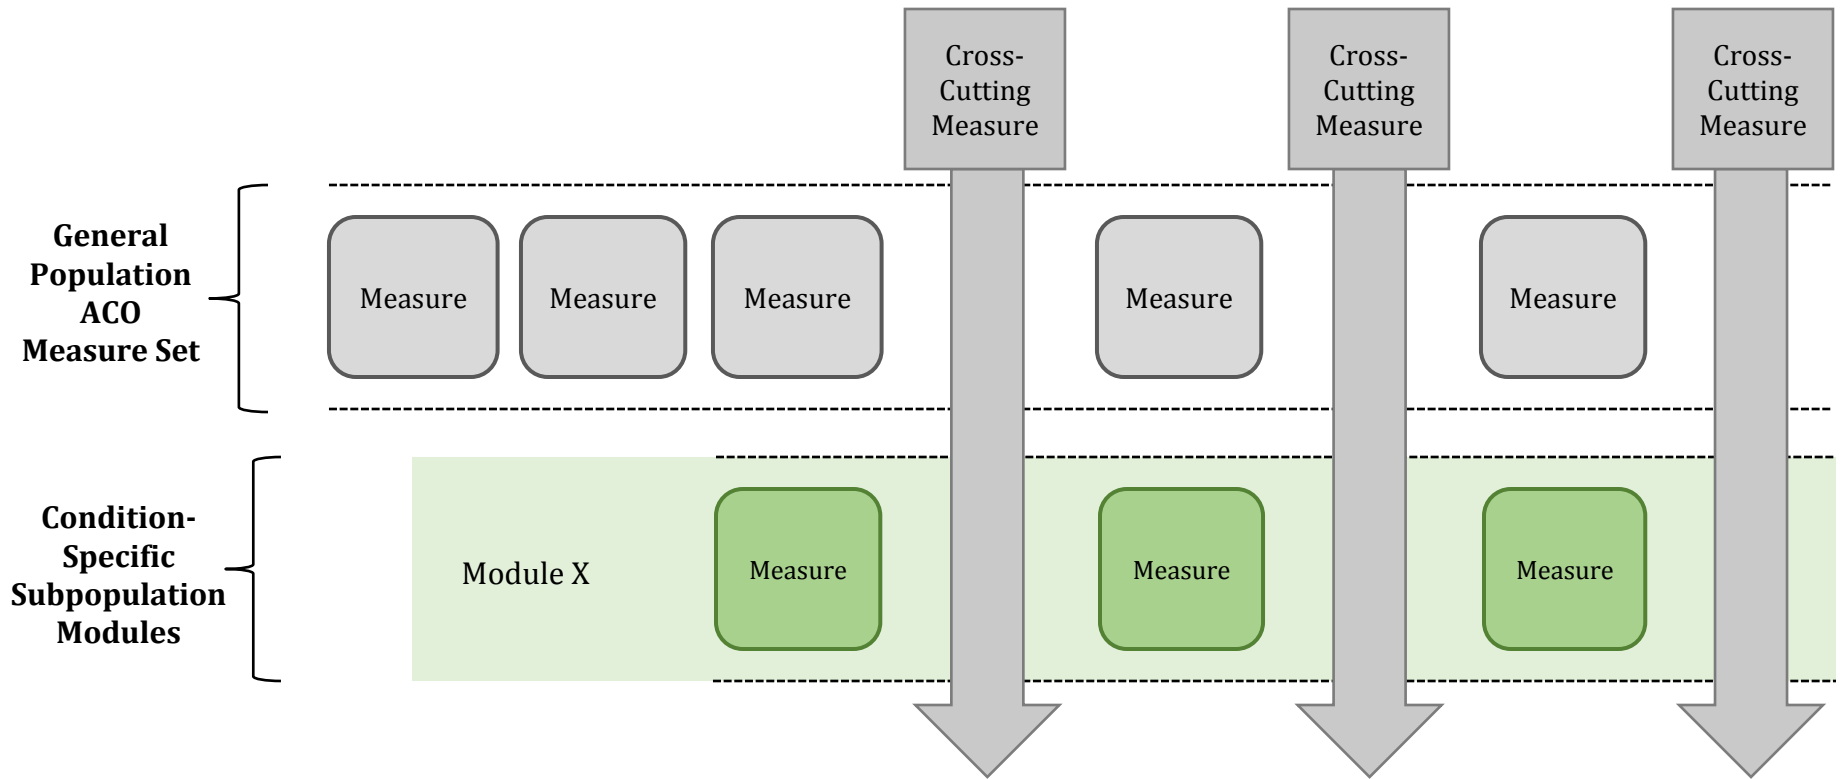 Cross-
Cutting
Measure
Cross-
Cutting
Measure
Cross-
Cutting
Measure
General
Population
ACO
Measure Set
Measure
Measure
Measure
Measure
Measure
Condition-
Specific
Subpopulation
Modules
Module X
Measure
Measure
Measure